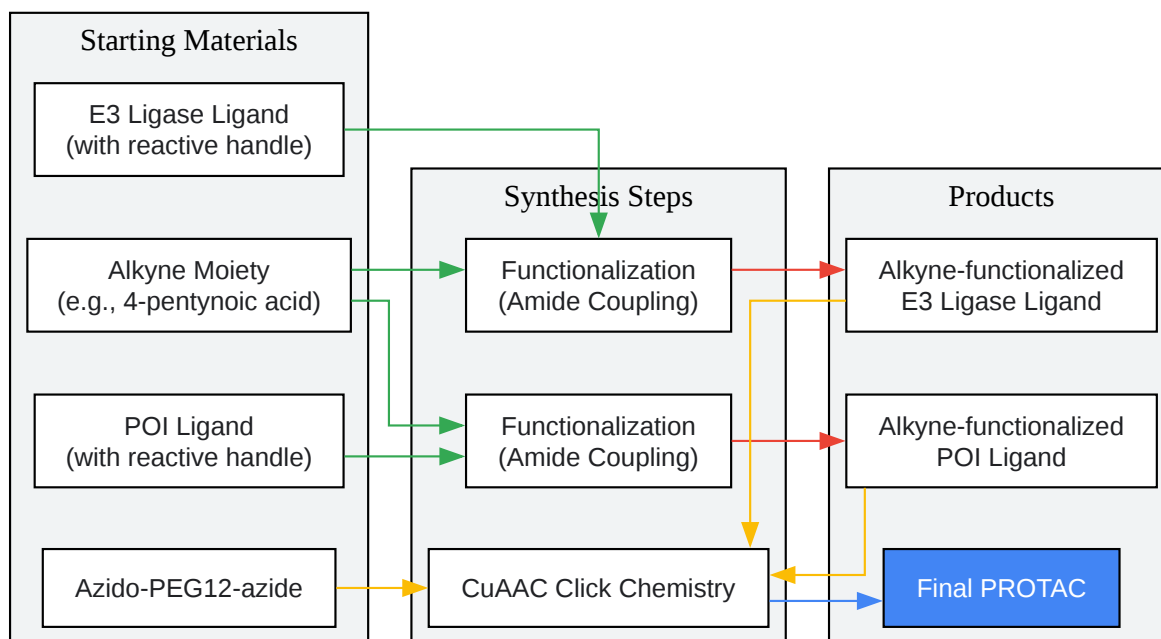 Starting Materials
E3 Ligase Ligand
(with reactive handle)
Alkyne Moiety
(e.g., 4-pentynoic acid)
POI Ligand
(with reactive handle)
Azido-PEG12-azide
Synthesis Steps
Functionalization
(Amide Coupling)
Functionalization
(Amide Coupling)
CuAAC Click Chemistry
Products
Alkyne-functionalized
E3 Ligase Ligand
Alkyne-functionalized
POI Ligand
Final PROTAC